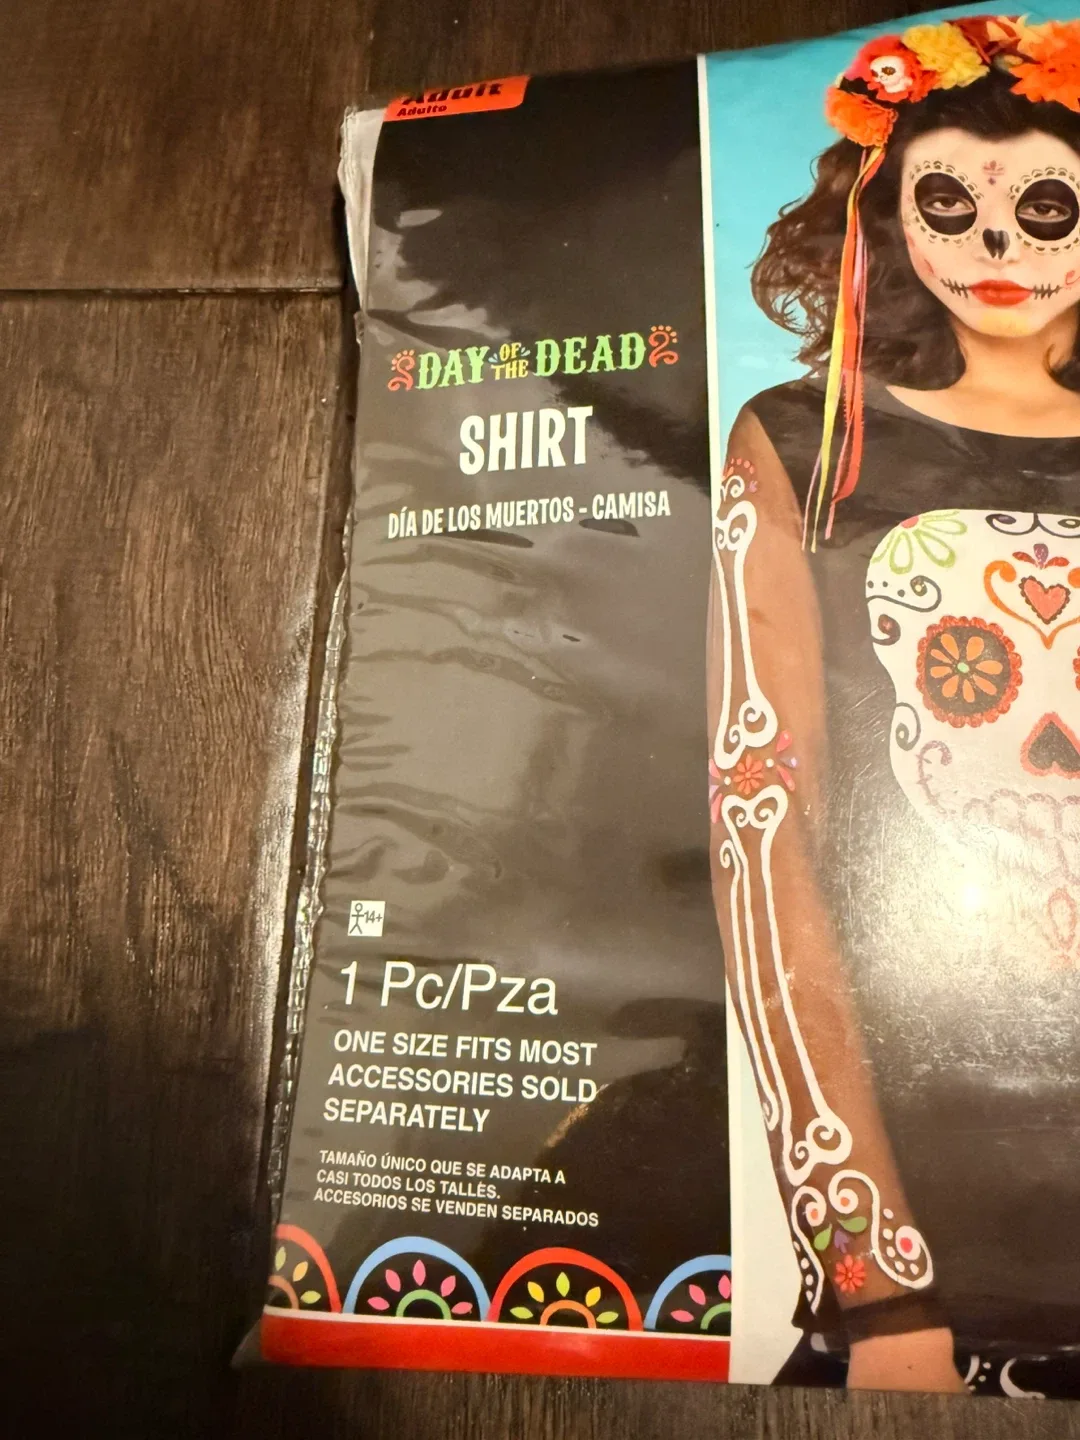 Adult
Adulto
DAY OF THE DEAD
SHIRT
DÍA DE LOS MUERTOS - CAMISA
14+
1 Pc/Pza
ONE SIZE FITS MOST
ACCESSORIES SOLD
SEPARATELY
TAMAÑO ÚNICO QUE SE ADAPTA A
CASI TODOS LOS TALLES.
ACCESORIOS SE VENDEN SEPARADOS